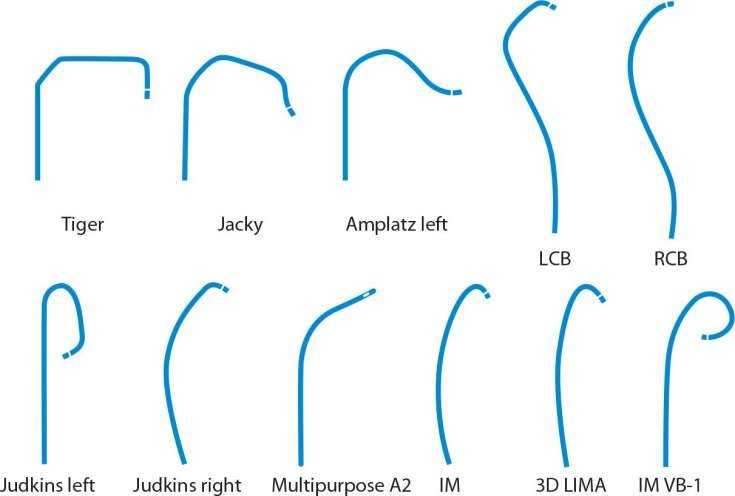 Tiger
Jacky
Amplatz left
LCB
RCB
Judkins left
Judkins right
Multipurpose A2
IM
3D LIMA
IM VB-1